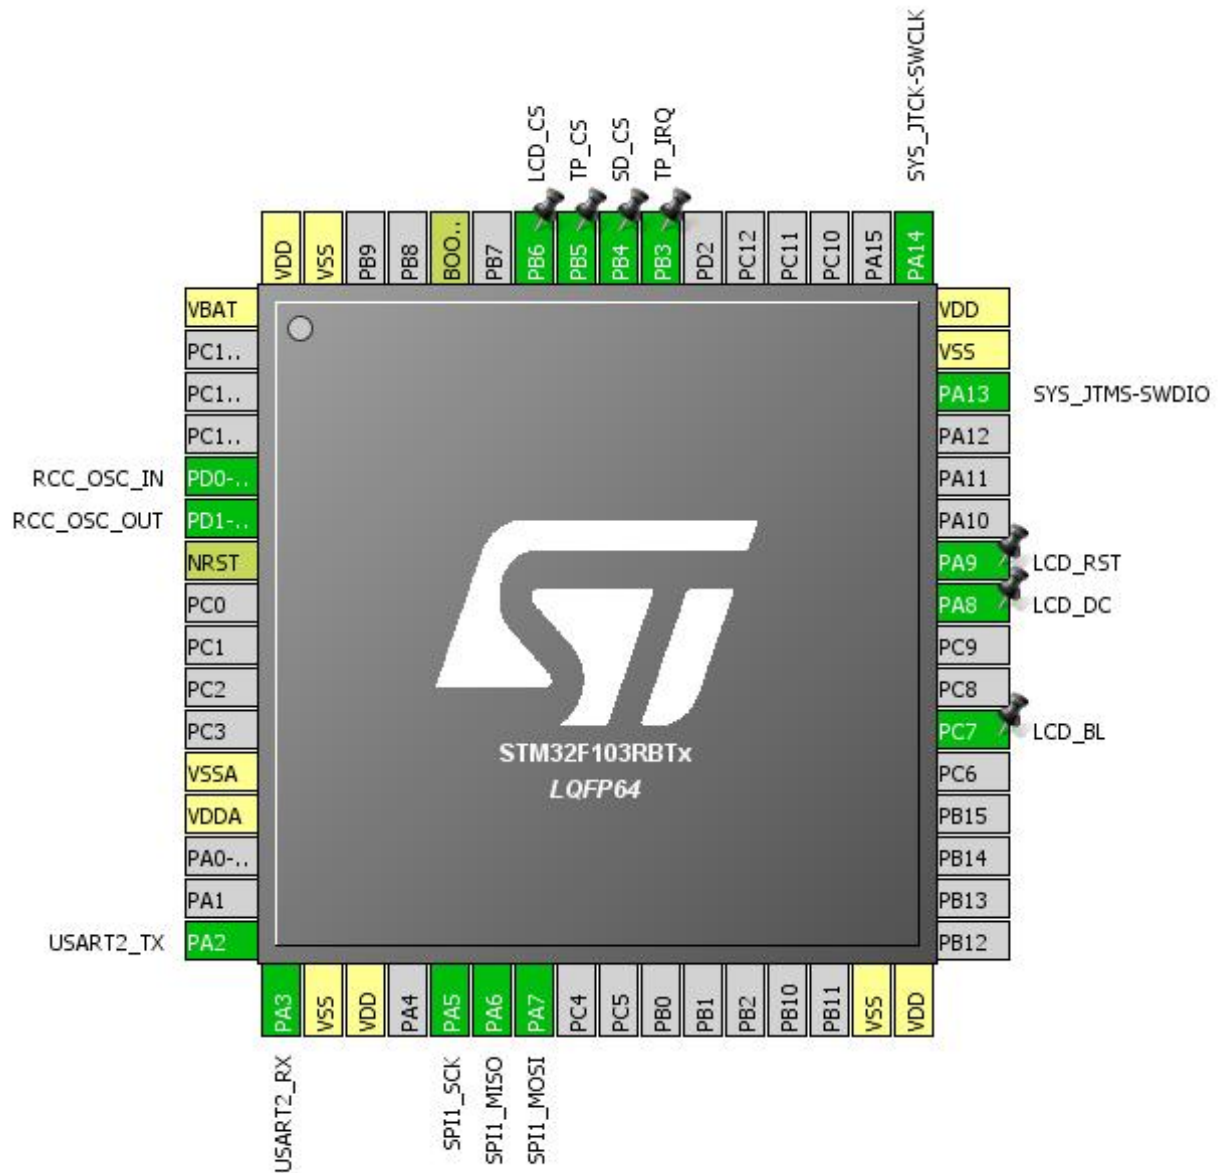 SYS_JTCK-SWCLK
LCD_CS
TP_CS
SD_CS
TP_IRQ
VDD
VSS
PB9
PB8
BOO..
PB7
PB6
PB5
PB4
PB3
PD2
PC12
PC11
PC10
PA15
PA14
VBAT
PC1..
PC1..
PC1..
RCC_OSC_IN PD0-..
RCC_OSC_OUT PD1-..
NRST
PC0
PC1
PC2
PC3
VSSA
VDDA
PA0-..
PA1
USART2_TX PA2
VDD
VSS
PA13 SYS_JTMS-SWDIO
PA12
PA11
PA10
PA9 LCD_RST
PA8 LCD_DC
PC9
PC8
PC7 LCD_BL
PC6
PB15
PB14
PB13
PB12
ST
STM32F103RBTx
LQFP64
PA3
VSS
VDD
PA4
PA5
PA6
PA7
PC4
PC5
PB0
PB1
PB2
PB10
PB11
VSS
VDD
USART2_RX
SPI1_SCK
SPI1_MISO
SPI1_MOSI